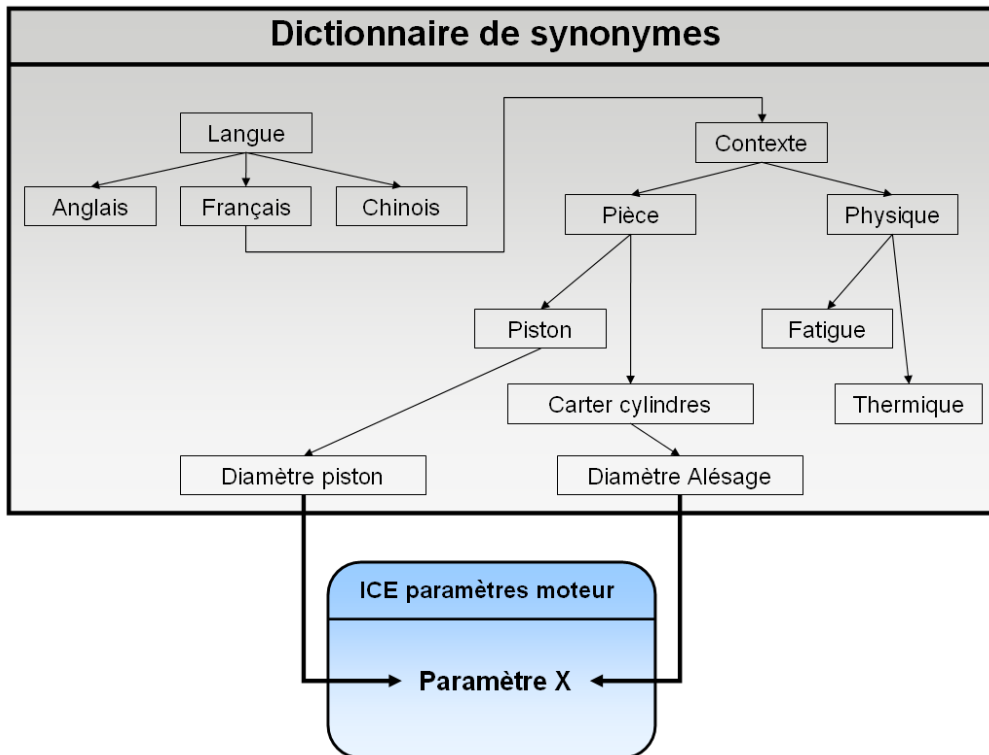 Dictionnaire de synonymes
Langue
Contexte
Anglais
Français
Chinois
Pièce
Physique
Piston
Fatigue
Carter cylindres
Thermique
Diamètre piston
Diamètre Alésage
ICE paramètres moteur
Paramètre X